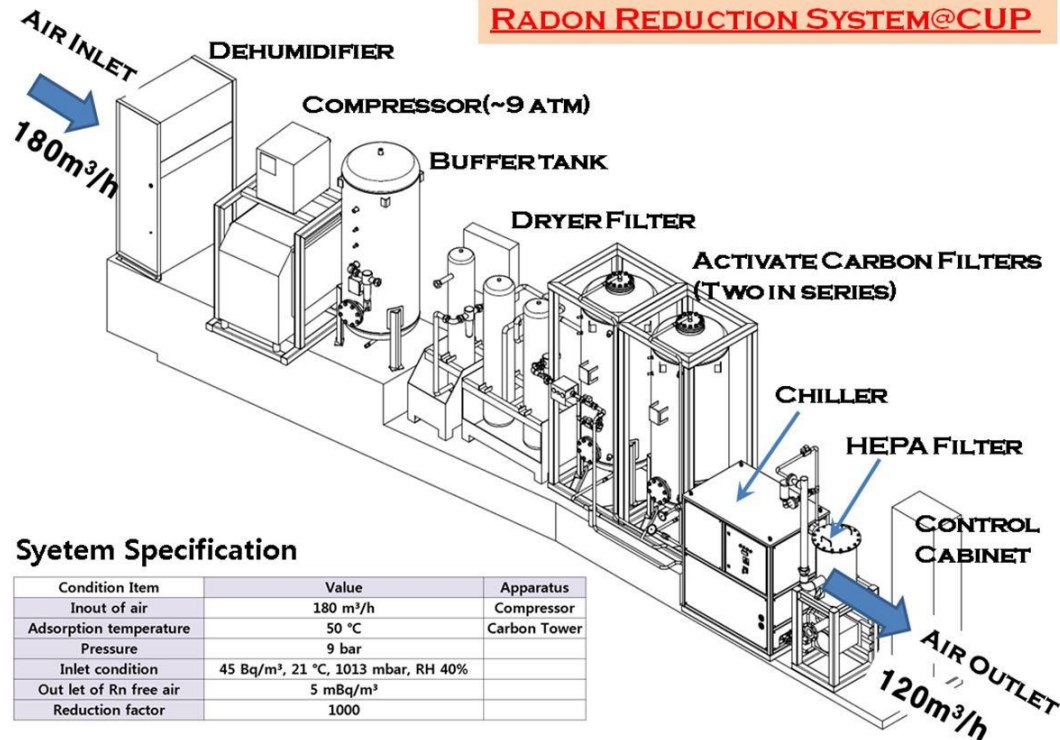 RADON REDUCTION SYSTEM@CUP
AIR INLET
180m³/h
DEHUMIDIFIER
COMPRESSOR(~9 ATM)
BUFFER TANK
DRYER FILTER
ACTIVATE CARBON FILTERS
(TWO IN SERIES)
CHILLER
HEPA FILTER
CONTROL
CABINET
AIR OUTLET
120m³/h
Syetem Specification
Condition Item Value Apparatus
Inout of air 180 m³/h Compressor
Adsorption temperature 50 °C Carbon Tower
Pressure 9 bar
Inlet condition 45 Bq/m³, 21 °C, 1013 mbar, RH 40%
Out let of Rn free air 5 mBq/m³
Reduction factor 1000